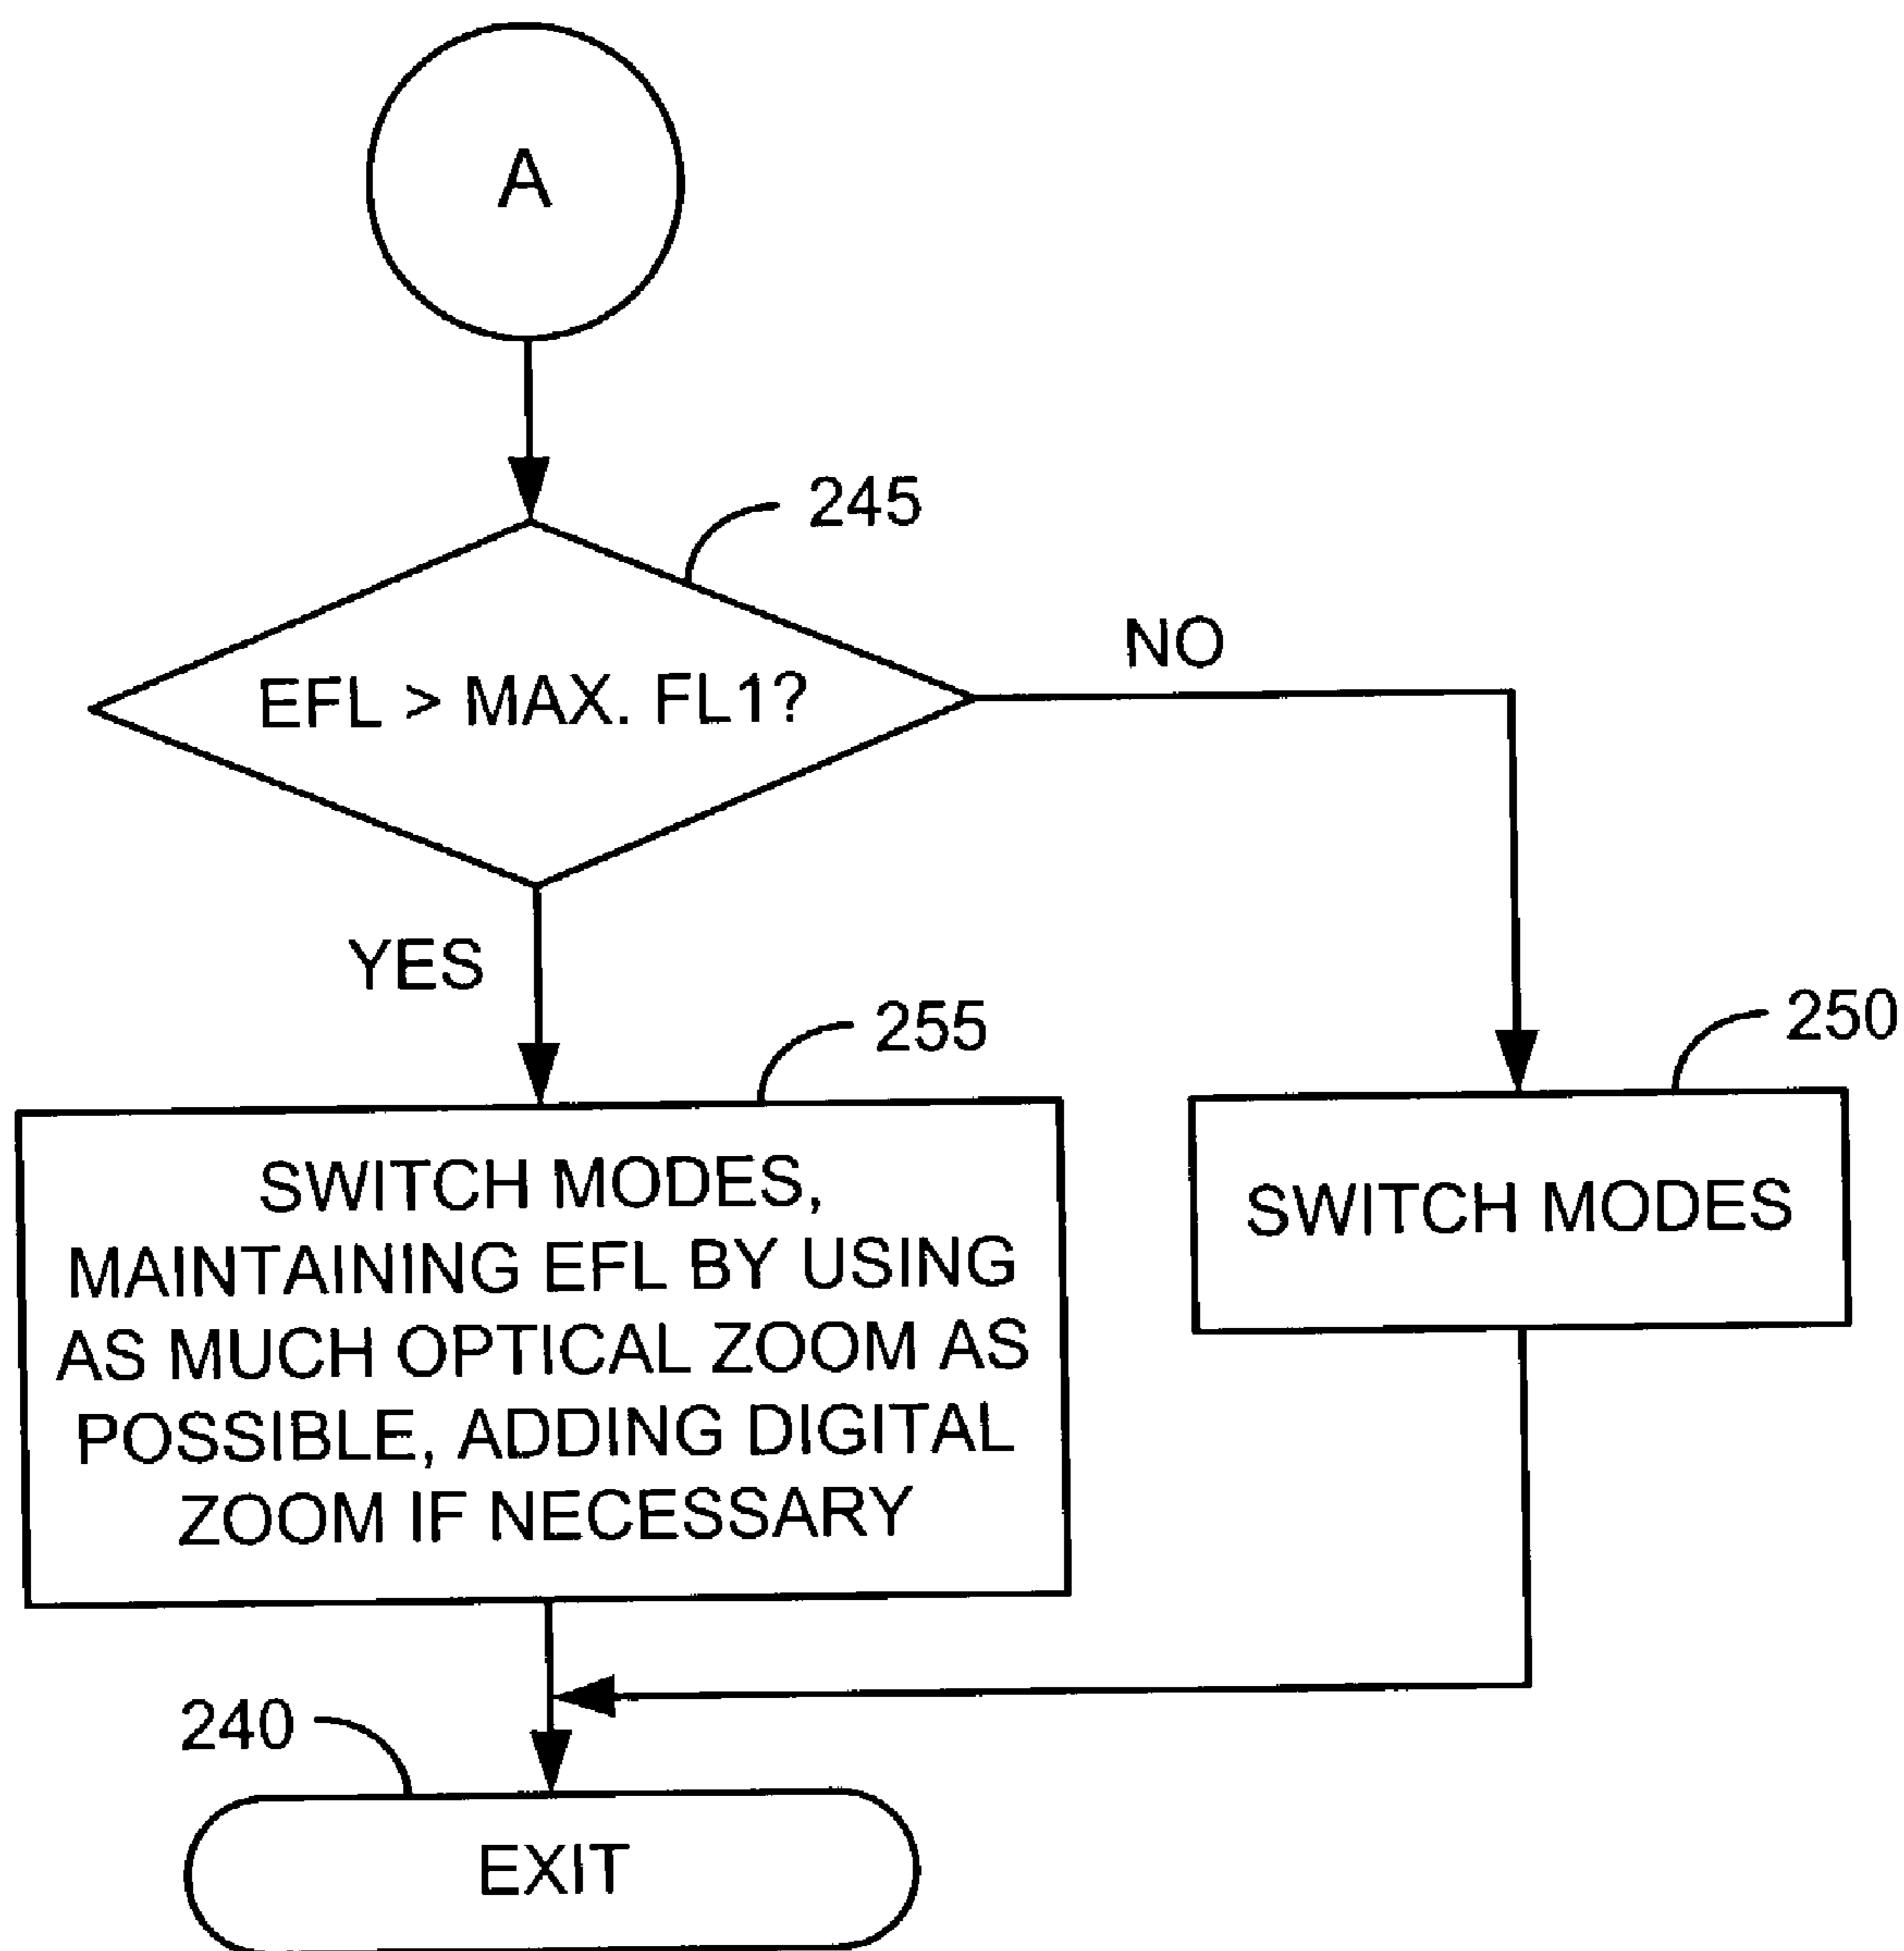 A
245
EFL > MAX. FL1?
NO
YES
255
250
SWITCH MODES,
MAINTAINING EFL BY USING
AS MUCH OPTICAL ZOOM AS
POSSIBLE, ADDING DIGITAL
ZOOM IF NECESSARY
SWITCH MODES
240
EXIT